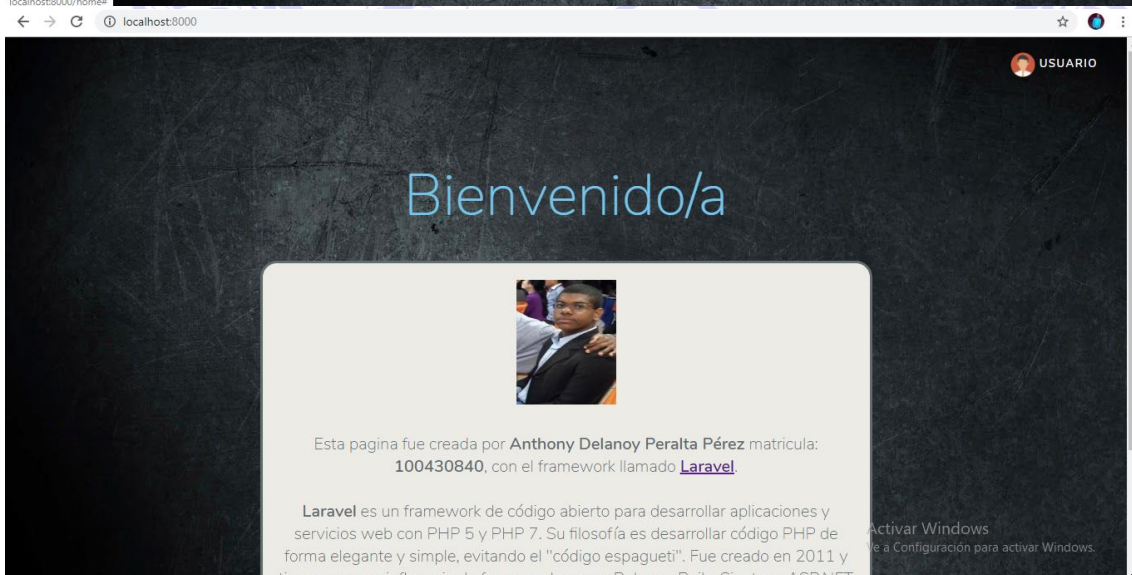 localhost:8000/home#
localhost:8000
USUARIO
Bienvenido/a
Esta pagina fue creada por Anthony Delanoy Peralta Pérez matricula:
100430840, con el framework llamado Laravel.
Laravel es un framework de código abierto para desarrollar aplicaciones y
servicios web con PHP 5 y PHP 7. Su filosofía es desarrollar código PHP de
forma elegante y simple, evitando el "código espagueti". Fue creado en 2011 y
Activar Windows
Ve a Configuración para activar Windows.